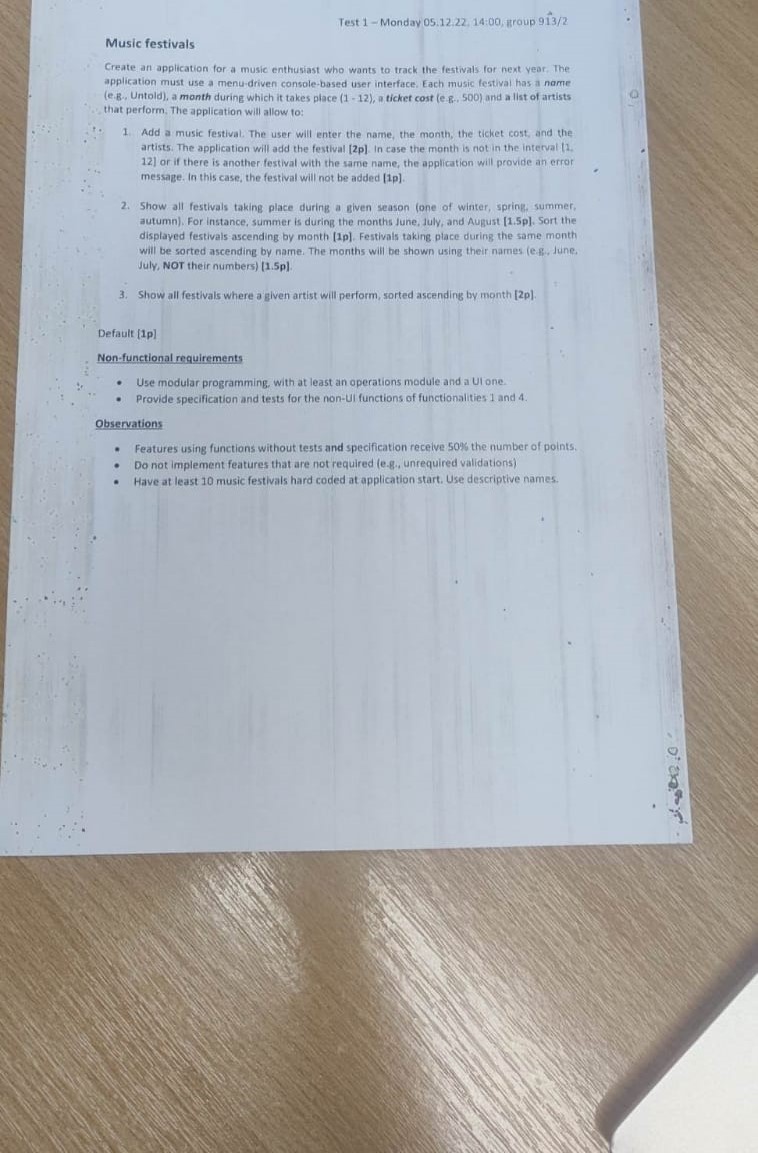 Test 1 – Monday 05.12.22, 14:00, group 913/2
Music festivals
Create an application for a music enthusiast who wants to track the festivals for next year. The
application must use a menu-driven console-based user interface. Each music festival has a name
(e.g., Untold), a month during which it takes place (1 - 12), a ticket cost (e.g., 500) and a list of artists
that perform. The application will allow to:
1. Add a music festival. The user will enter the name, the month, the ticket cost, and the
artists. The application will add the festival [2p]. In case the month is not in the interval [1,
12] or if there is another festival with the same name, the application will provide an error
message. In this case, the festival will not be added [1p].
2. Show all festivals taking place during a given season (one of winter, spring, summer,
autumn). For instance, summer is during the months June, July, and August [1.5p]. Sort the
displayed festivals ascending by month [1p]. Festivals taking place during the same month
will be sorted ascending by name. The months will be shown using their names (e.g., June,
July, NOT their numbers) [1.5p].
3. Show all festivals where a given artist will perform, sorted ascending by month [2p].
Default [1p]
Non-functional requirements
• Use modular programming, with at least an operations module and a UI one.
• Provide specification and tests for the non-UI functions of functionalities 1 and 4.
Observations
• Features using functions without tests and specification receive 50% the number of points.
• Do not implement features that are not required (e.g., unrequired validations)
• Have at least 10 music festivals hard coded at application start. Use descriptive names.